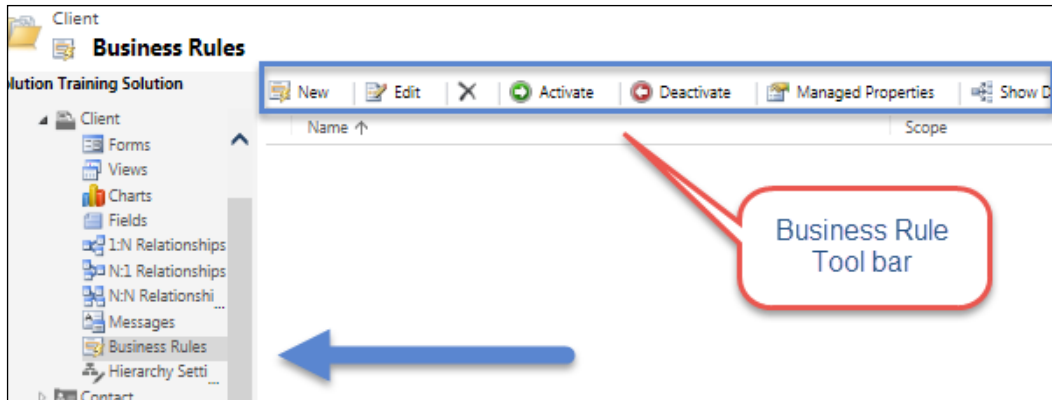 Client
Business Rules
olution Training Solution
New Edit Activate Deactivate Managed Properties Show D
Name Scope
Client
Forms
Views
Charts
Fields
1:N Relationships
N:1 Relationships
N:N Relationshi...
Messages
Business Rules
Hierarchy Setti...
Contact
Business Rule
Tool bar